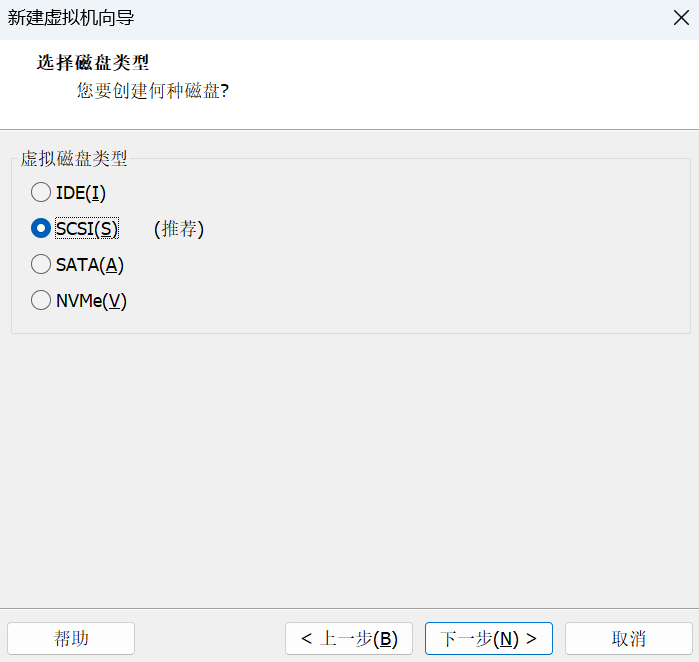 新建虚拟机向导
选择磁盘类型
您要创建何种磁盘?
虚拟磁盘类型
IDE(I)
SCSI(S) (推荐)
SATA(A)
NVMe(V)
帮助 < 上一步(B) 下一步(N) > 取消